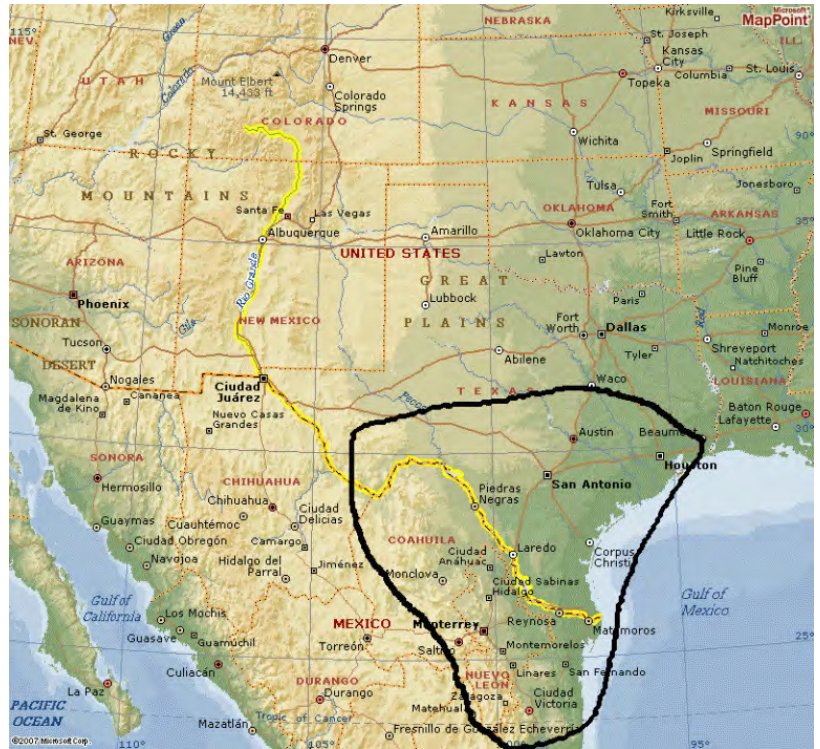 Microsoft
MapPoint
115°
NEBRASKA
Kirksville
NEV.
Green
St. Joseph
ILL.
Denver
Kansas
City
UTAH
Colorado
Mount Elbert
14,433 ft
Columbia
St. Louis
Topeka
Colorado
Springs
KANSAS
MISSOURI
St. George
COLORADO
Wichita
90°
ROCKY
Joplin
Springfield
MOUNTAINS
Tulsa
Jonesboro
Santa Fe
Las Vegas
OKLAHOMA
Fort
Smith
ARKANSAS
35°
Albuquerque
Amarillo
Oklahoma City
Little Rock
UNITED STATES
Lawton
Pine
Bluff
ARIZONA
Rio Grande
GREAT
Paris
Phoenix
Lubbock
Red
SONORAN
Gila
NEW MEXICO
PLAINS
Fort
Worth
Dallas
Monroe
Tucson
Abilene
Tyler
Shreveport
DESERT
Natchitoches
Nogales
Ciudad
Juárez
TEXAS
Waco
LOUISIANA
Magdalena
de Kino
Cananea
Pecos
Nuevo Casas
Grandes
Austin
Beaumont
Baton Rouge
Lafayette
30°
SONORA
Houston
Hermosillo
CHIHUAHUA
San Antonio
Chihuahua
Piedras
Negras
Guaymas
Cuauhtémoc
Ciudad
Delicias
Ciudad Obregón
Camargo
COAHUILA
Laredo
Corpus
Christi
Navojoa
Hidalgo del
Parral
Jiménez
Ciudad
Anáhuac
Monclova
Ciudad Sabinas
Hidalgo
Gulf of
California
Los Mochis
Gulf of
Mexico
Guasave
MEXICO
Monterrey
Reynosa
Matamoros
Guamúchil
Torreón
Saltillo
Montemorelos
25°
Culiacán
NUEVO
LEÓN
Linares
San Fernando
La Paz
DURANGO
Durango
Zaragoza
Ciudad
Victoria
PACIFIC
OCEAN
Matehuala
Mazatlán
Tropic of Cancer
Fresnillo de González Echeverría
©2007 Microsoft Corp.
110°
105°
95°